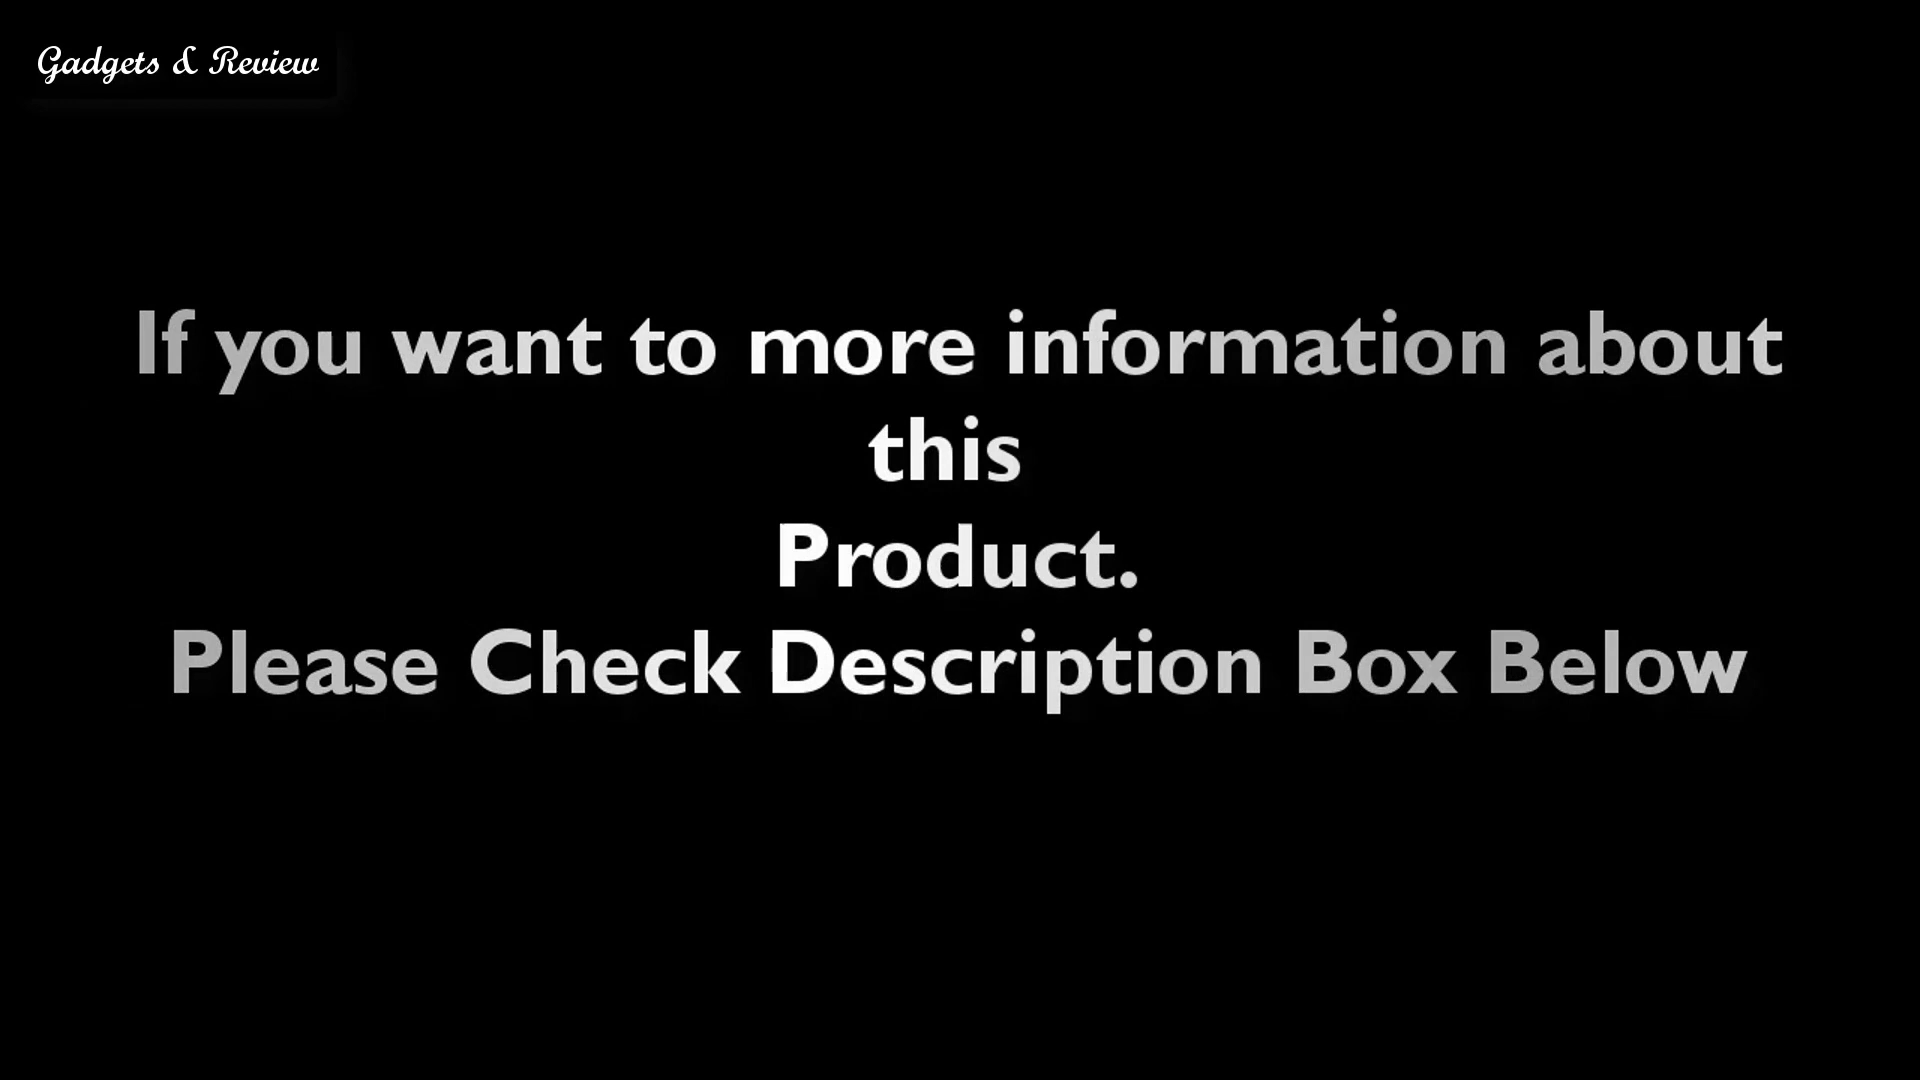 Gadgets & Review
If you want to more information about
this
Product.
Please Check Description Box Below